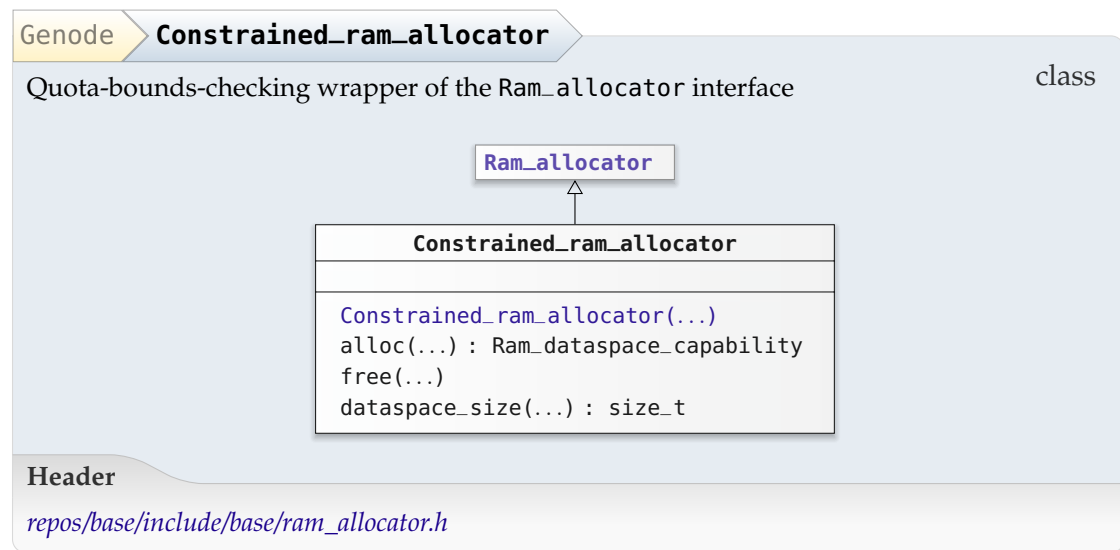 Genode Constrained_ram_allocator
class
Quota-bounds-checking wrapper of the Ram_allocator interface
Ram_allocator
Constrained_ram_allocator
Constrained_ram_allocator(...)
alloc(...) : Ram_dataspace_capability
free(...)
dataspace_size(...) : size_t
Header
repos/base/include/base/ram_allocator.h